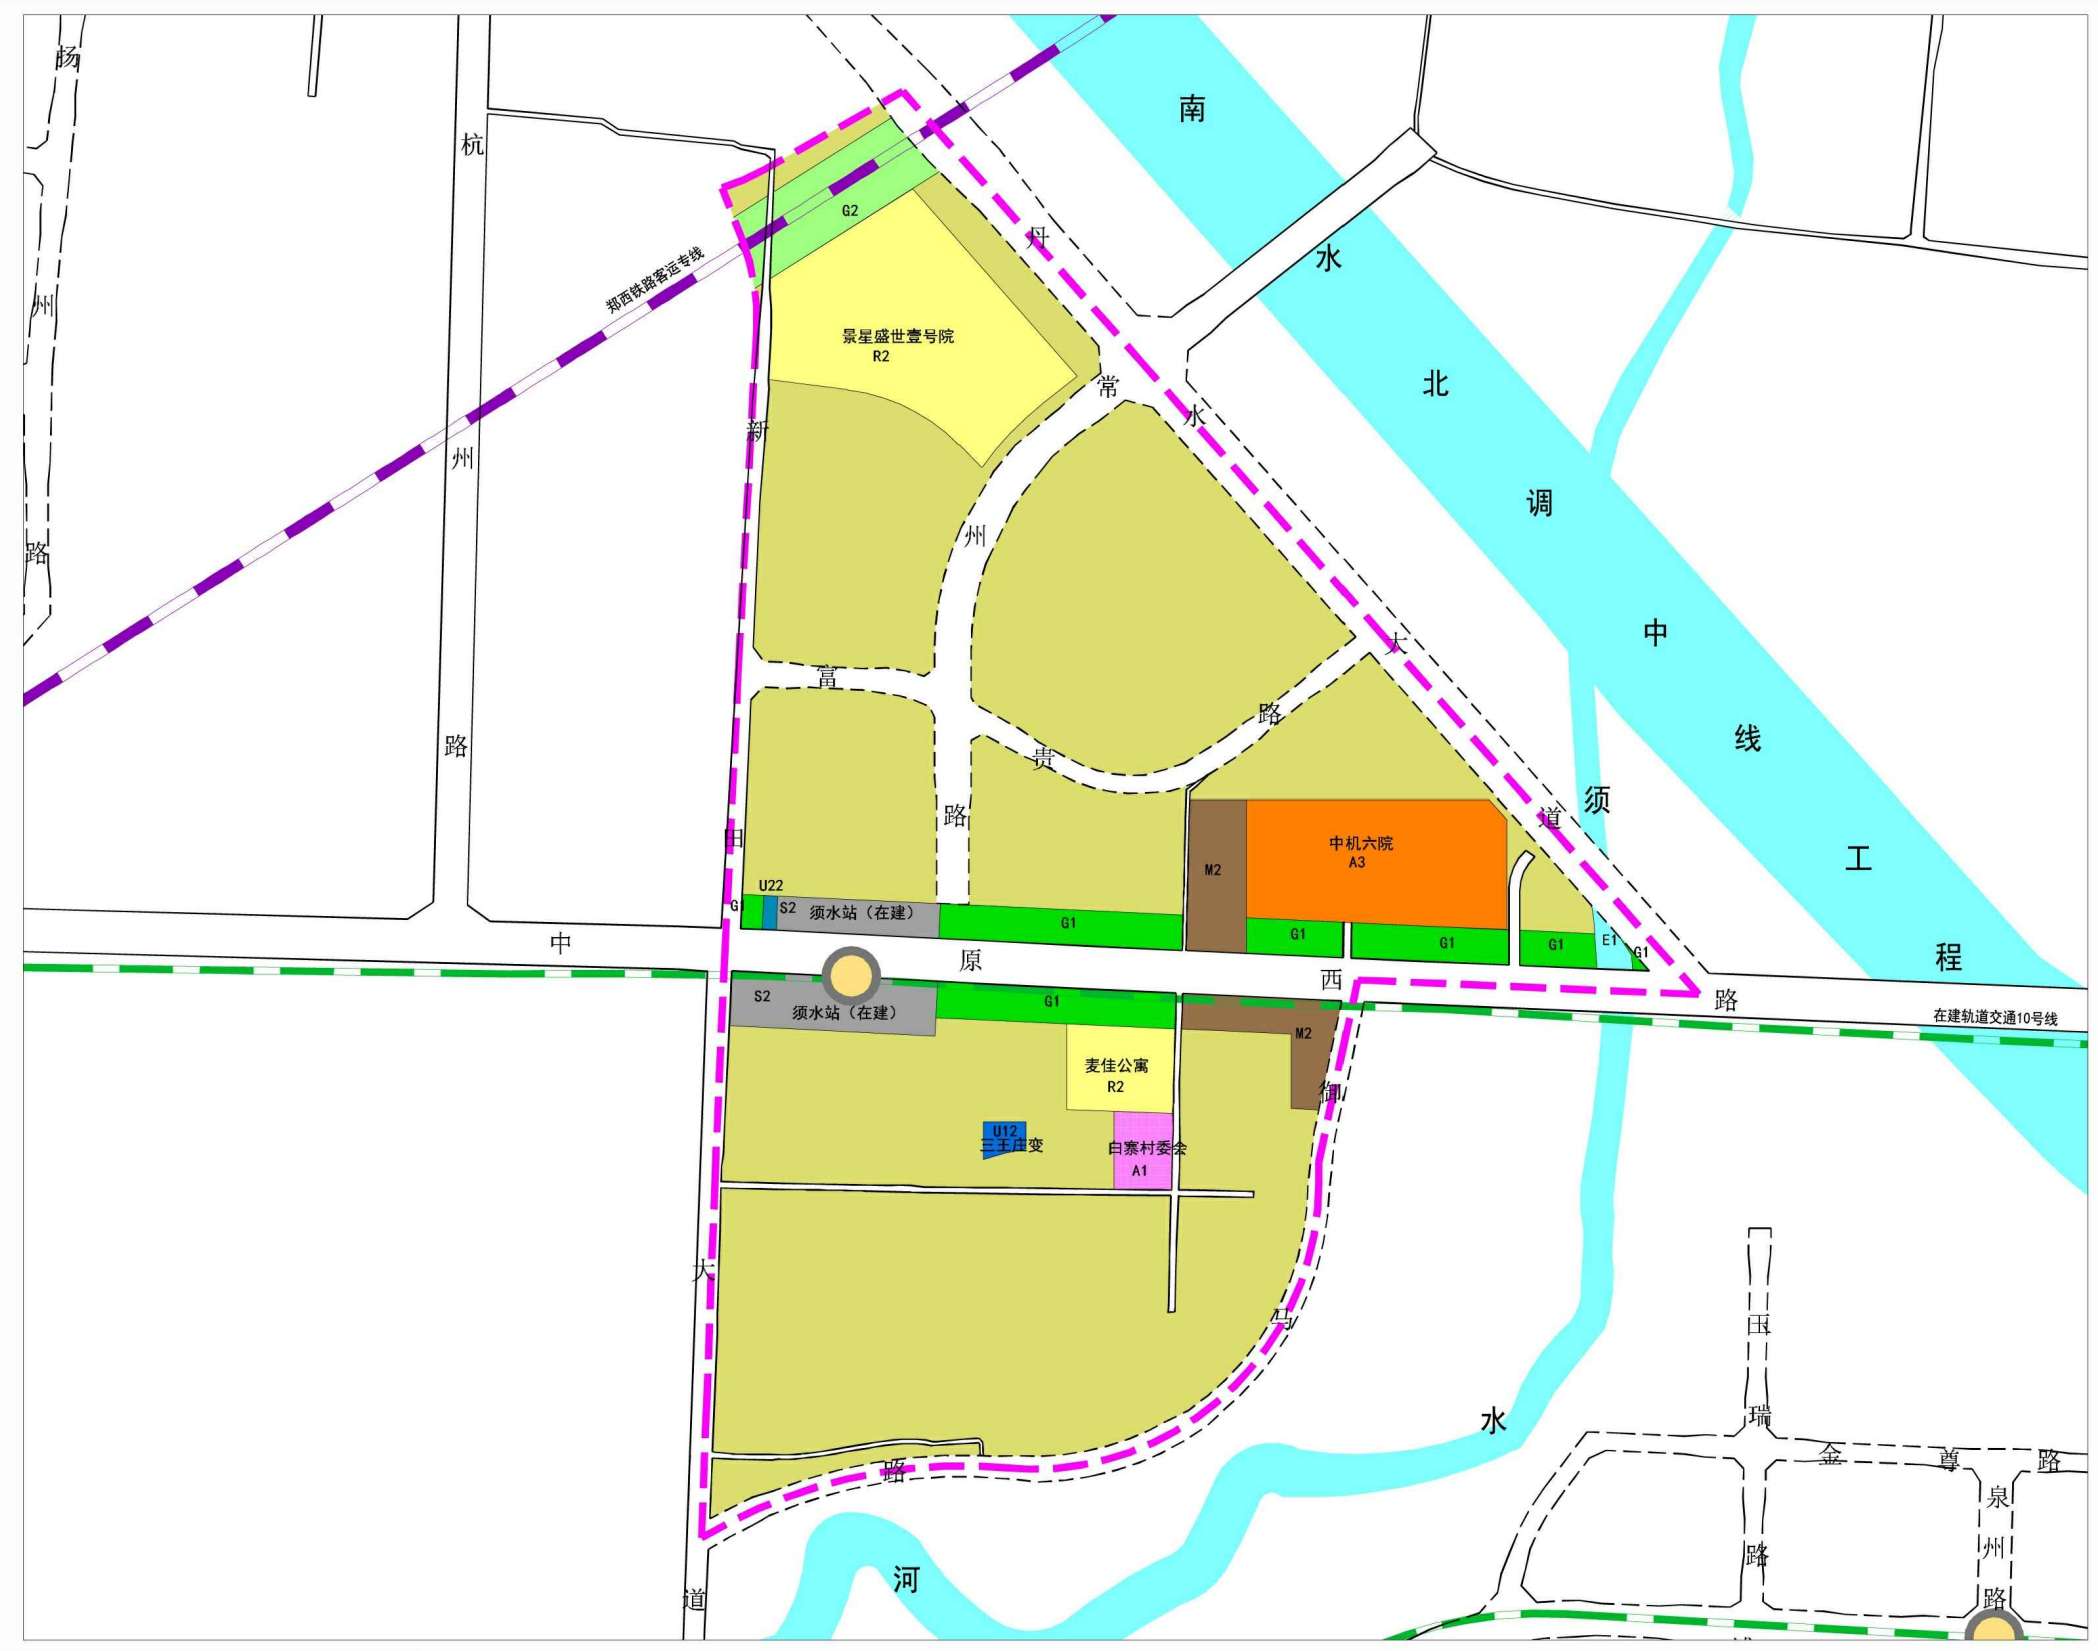 杨州路
杭州路
郑西铁路客运专线
G2
景星盛世壹号院
R2
丹水大道
常州路
南水北调中线工程
新田大道
富贵路
须水河
M2
中机六院
A3
U22
G1
S2
须水站（在建）
G1
G1
G1
G1
E1
G1
中原西路
在建轨道交通10号线
S2
须水站（在建）
G1
M2
麦佳公寓
R2
御马路
U12
三王庄变
白寨村委会
A1
玉瑞路
金尊路
泉州路